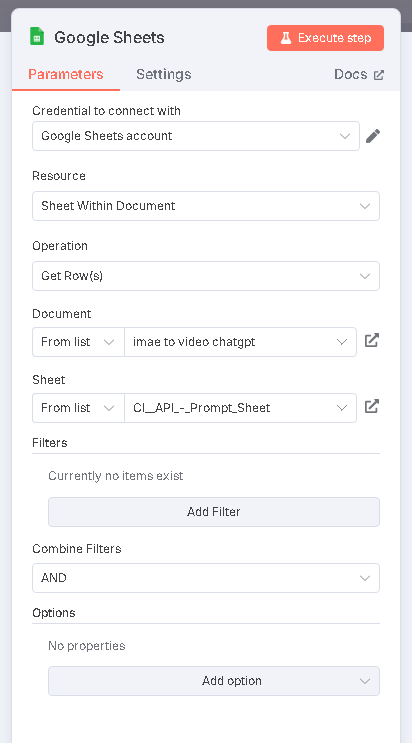 Google Sheets
Execute step
Parameters
Settings
Docs
Credential to connect with
Google Sheets account
Resource
Sheet Within Document
Operation
Get Row(s)
Document
From list
imae to video chatgpt
Sheet
From list
CI__API_-_Prompt_Sheet
Filters
Currently no items exist
Add Filter
Combine Filters
AND
Options
No properties
Add option